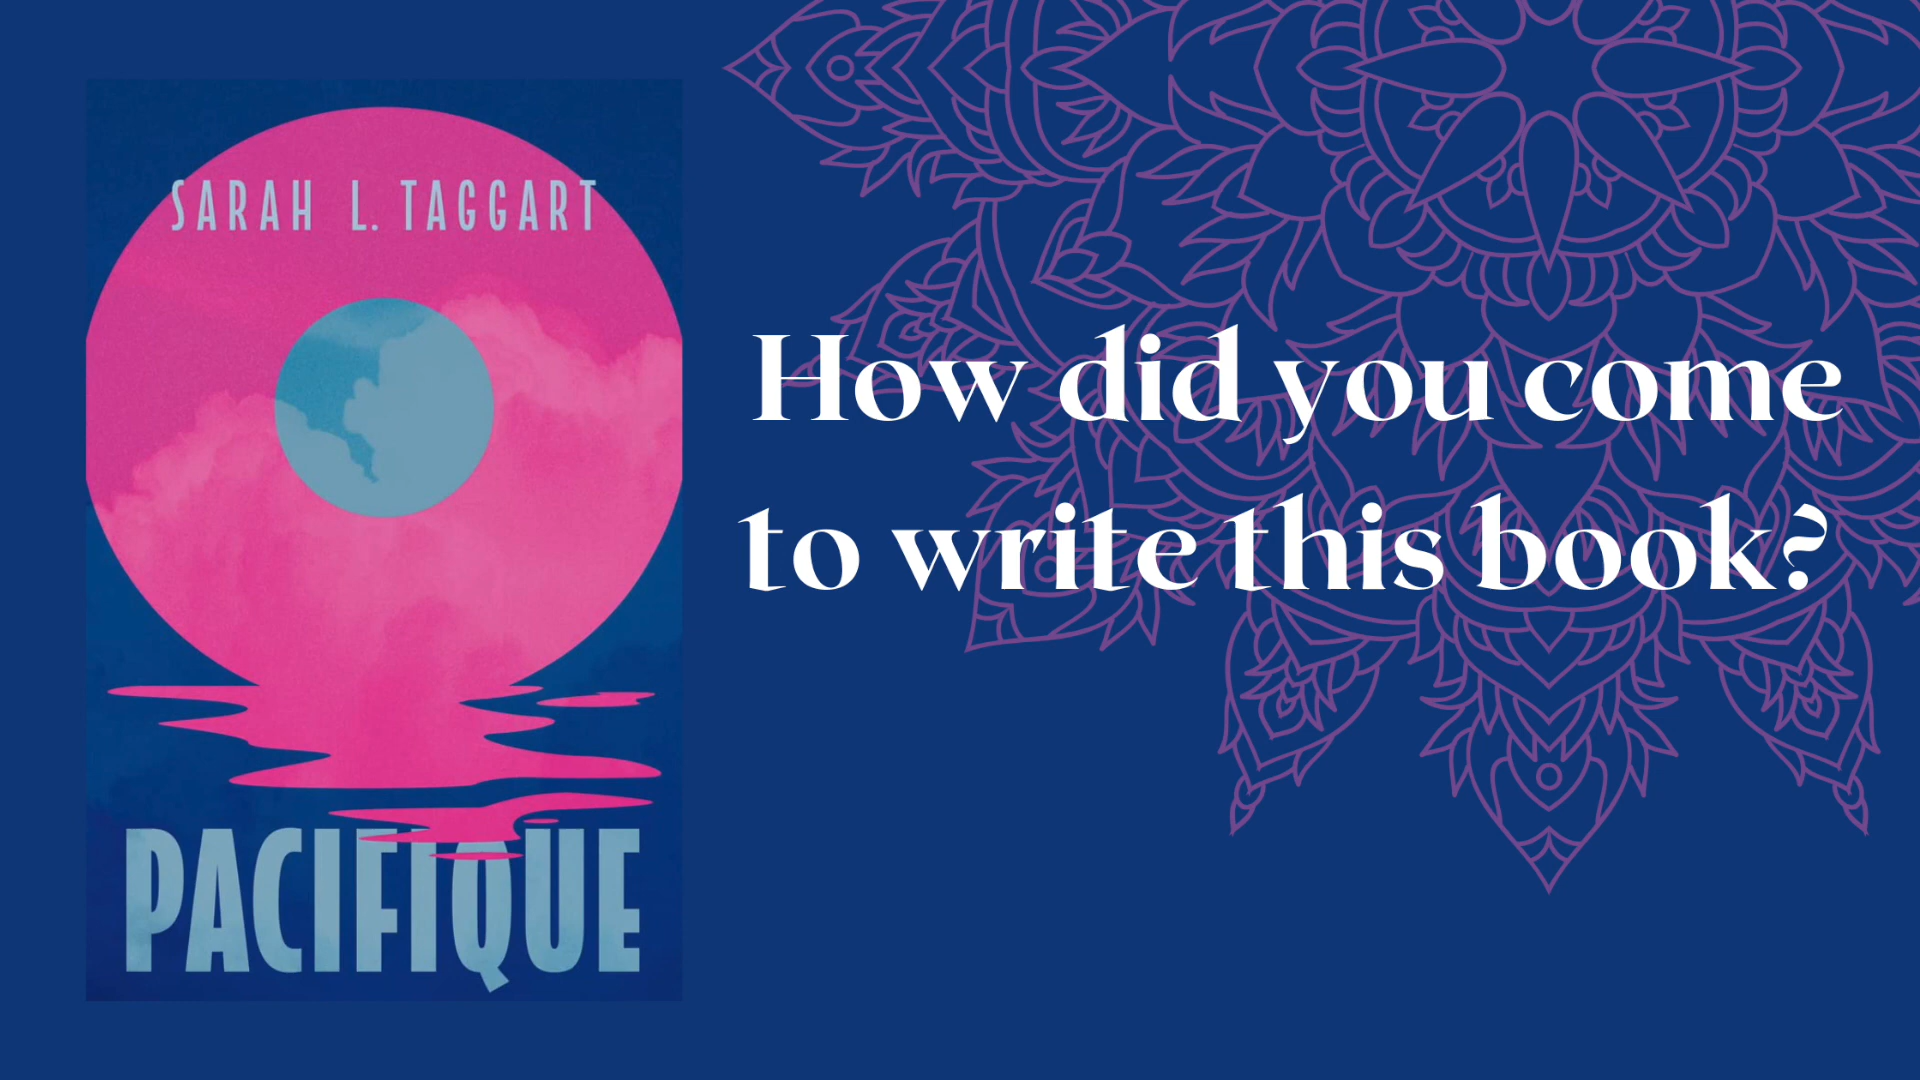 SARAH L. TAGGART
PACIFIQUE
How did you come
to write this book?